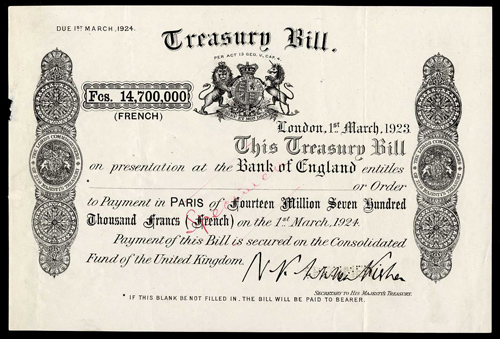 DUE 1ST MARCH, 1924.
Treasury Bill.
PER ACT 13 GEO. V, CAP. 4.
Fcs. 14,700,000
(FRENCH)
London, 1st March, 1923
This Treasury Bill
on presentation at the Bank of England entitles
* or Order
to Payment in PARIS of Fourteen Million Seven Hundred
Thousand Francs (French) on the 1st March, 1924.
Payment of this Bill is secured on the Consolidated
Fund of the United Kingdom.
Specimen
SECRETARY TO HIS MAJESTY'S TREASURY.
* IF THIS BLANK BE NOT FILLED IN, THE BILL WILL BE PAID TO BEARER.